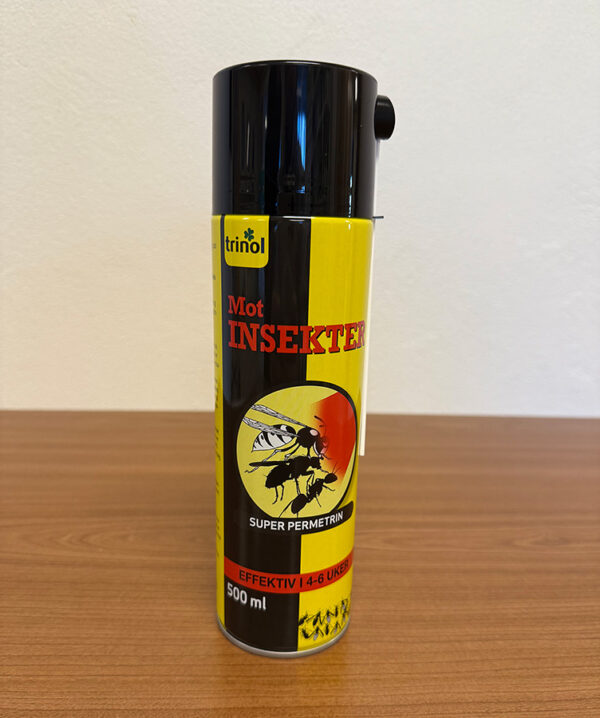 trinol
Mot
INSEKTER
SUPER PERMETRIN
EFFEKTIV I 4-6 UKER
500 ml